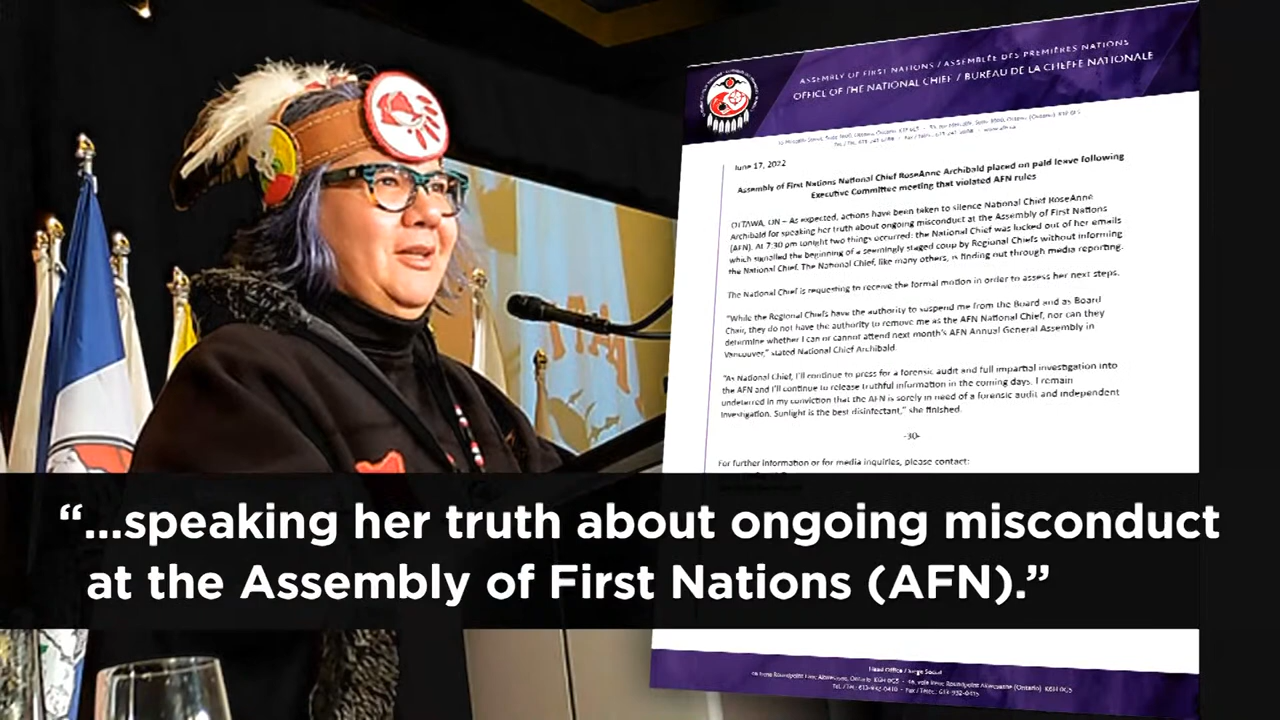 ASSEMBLY OF FIRST NATIONS / ASSEMBLÉE DES PREMIÈRES NATIONS
OFFICE OF THE NATIONAL CHIEF / BUREAU DE LA CHEFFE NATIONALE
June 17, 2022
Assembly of First Nations National Chief RoseAnne Archibald placed on paid leave following
Executive Committee meeting that violated AFN rules
OTTAWA, ON – As expected, actions have been taken to silence National Chief RoseAnne
Archibald for speaking her truth about ongoing misconduct at the Assembly of First Nations
(AFN). At 7:30 pm tonight two things occurred: the National Chief was locked out of her emails
which signalled the beginning of a seemingly staged coup by Regional Chiefs without informing
the National Chief. The National Chief, like many others, is finding out through media reporting.
The National Chief is requesting to receive the formal motion in order to assess her next steps.
"While the Regional Chiefs have the authority to suspend me from the Board and as Board
Chair, they do not have the authority to remove me as the AFN National Chief, nor can they
determine whether I can or cannot attend next month's AFN Annual General Assembly in
Vancouver," stated National Chief Archibald.
"As National Chief, I'll continue to press for a forensic audit and full impartial investigation into
the AFN and I'll continue to release truthful information in the coming days. I remain
undeterred in my conviction that the AFN is sorely in need of a forensic audit and independent
investigation. Sunlight is the best disinfectant," she finished.
-30-
For further information or for media inquiries, please contact:
“...speaking her truth about ongoing misconduct
at the Assembly of First Nations (AFN).”
Head Office / Siège Social